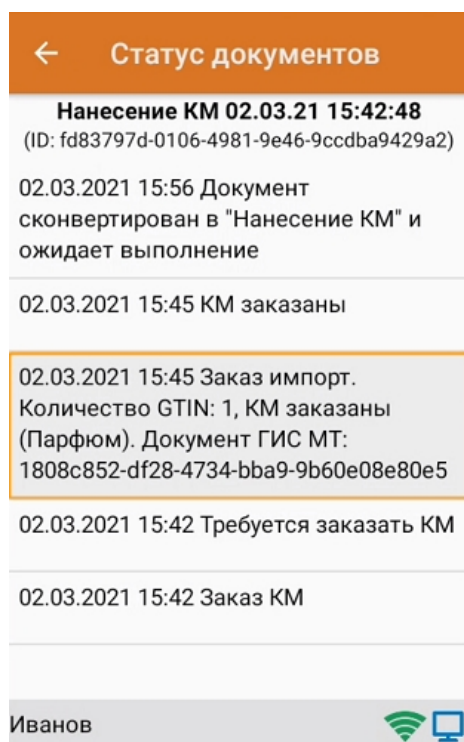 Статус документов
Нанесение КМ 02.03.21 15:42:48
(ID: fd83797d-0106-4981-9e46-9ccdba9429a2)
02.03.2021 15:56 Документ
сконвертирован в "Нанесение КМ" и
ожидает выполнение
02.03.2021 15:45 КМ заказаны
02.03.2021 15:45 Заказ импорт.
Количество GTIN: 1, КМ заказаны
(Парфюм). Документ ГИС МТ:
1808c852-df28-4734-bba9-9b60e08e80e5
02.03.2021 15:42 Требуется заказать КМ
02.03.2021 15:42 Заказ КМ
Иванов